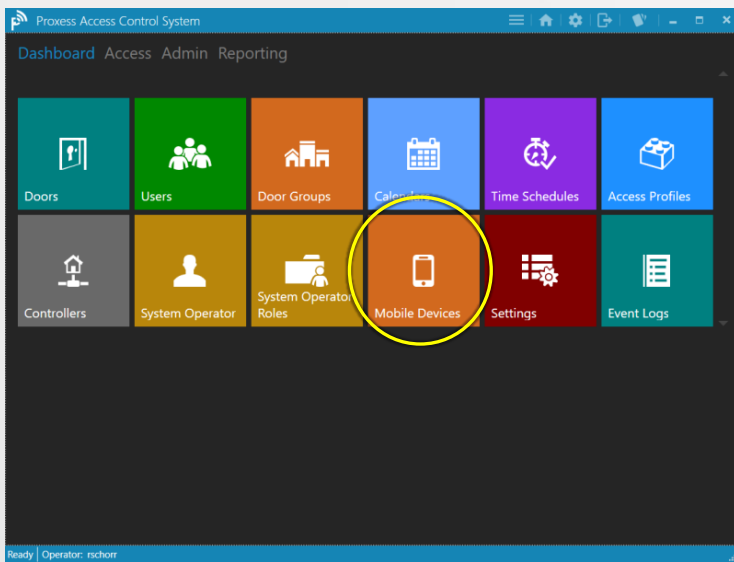 Proxess Access Control System
Dashboard Access Admin Reporting
Doors
Users
Door Groups
Calendars
Time Schedules
Access Profiles
Controllers
System Operator
System Operator
Roles
Mobile Devices
Settings
Event Logs
Ready Operator: rschorr